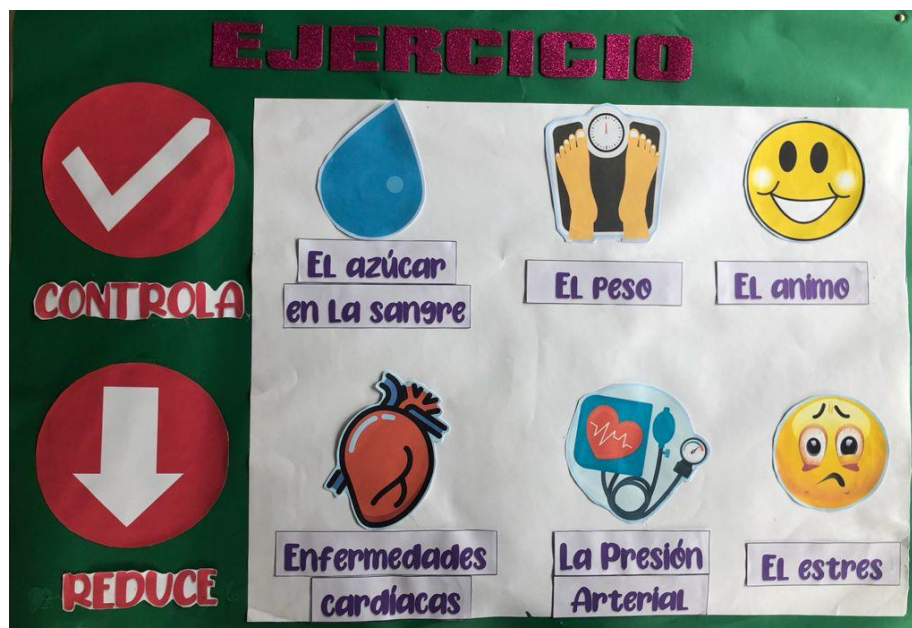 EJERCICIO
CONTROLA
EL azúcar
en La sangre
EL Peso
EL animo
REDUCE
Enfermedades
cardíacas
La Presión
ArteriaL
EL estres